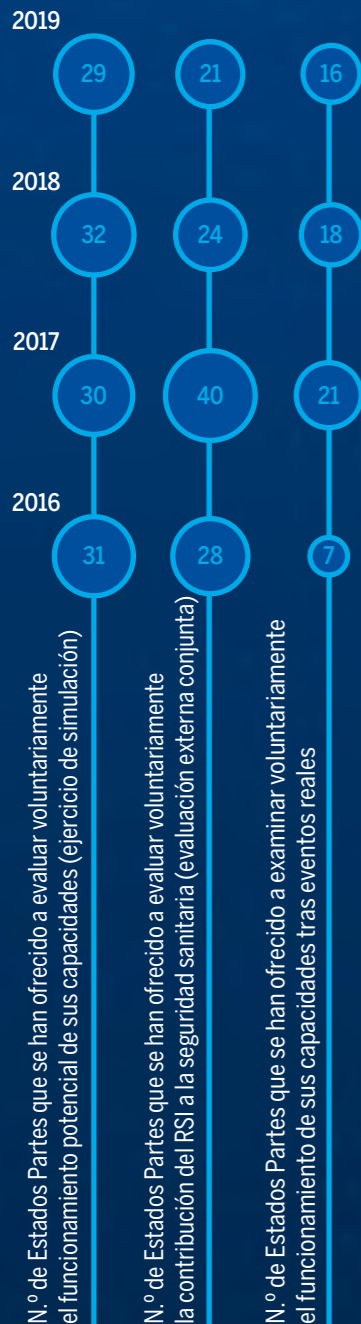 2019
29
21
16
2018
32
24
18
2017
30
40
21
2016
31
28
7
N.º de Estados Partes que se han ofrecido a evaluar voluntariamente
el funcionamiento potencial de sus capacidades (ejercicio de simulación)
N.º de Estados Partes que se han ofrecido a evaluar voluntariamente
la contribución del RSI a la seguridad sanitaria (evaluación externa conjunta)
N.º de Estados Partes que se han ofrecido a examinar voluntariamente
el funcionamiento de sus capacidades tras eventos reales